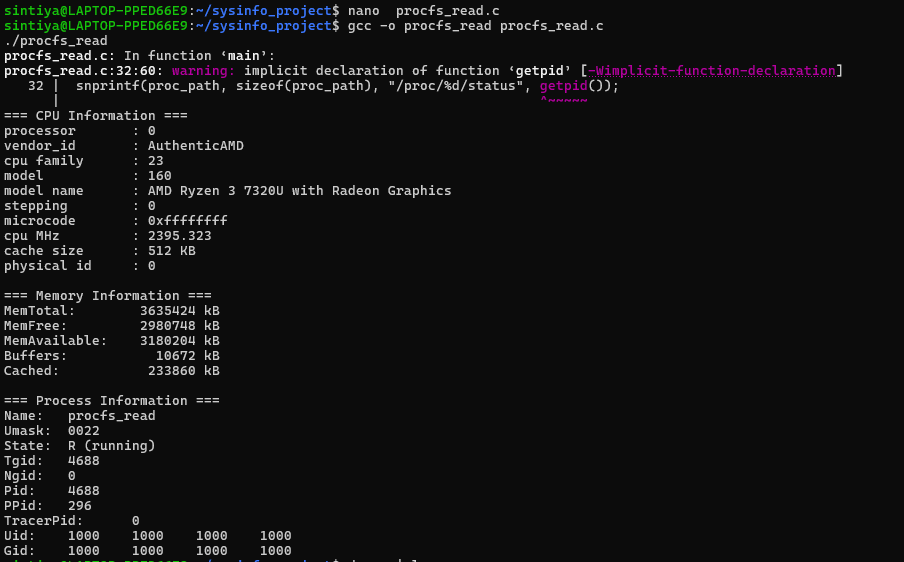 sintiya@LAPTOP-PPED66E9:~/sysinfo_project$ nano  procfs_read.c
sintiya@LAPTOP-PPED66E9:~/sysinfo_project$ gcc -o procfs_read procfs_read.c
./procfs_read
procfs_read.c: In function ‘main’:
procfs_read.c:32:60: warning: implicit declaration of function ‘getpid’ [-Wimplicit-function-declaration]
   32 |  snprintf(proc_path, sizeof(proc_path), "/proc/%d/status", getpid());
      |                                                            ^~~~~~
=== CPU Information ===
processor       : 0
vendor_id       : AuthenticAMD
cpu family      : 23
model           : 160
model name      : AMD Ryzen 3 7320U with Radeon Graphics
stepping        : 0
microcode       : 0xffffffff
cpu MHz         : 2395.323
cache size      : 512 KB
physical id     : 0

=== Memory Information ===
MemTotal:        3635424 kB
MemFree:         2980748 kB
MemAvailable:    3180204 kB
Buffers:           10672 kB
Cached:           233860 kB

=== Process Information ===
Name:   procfs_read
Umask:  0022
State:  R (running)
Tgid:   4688
Ngid:   0
Pid:    4688
PPid:   296
TracerPid:      0
Uid:    1000    1000    1000    1000
Gid:    1000    1000    1000    1000